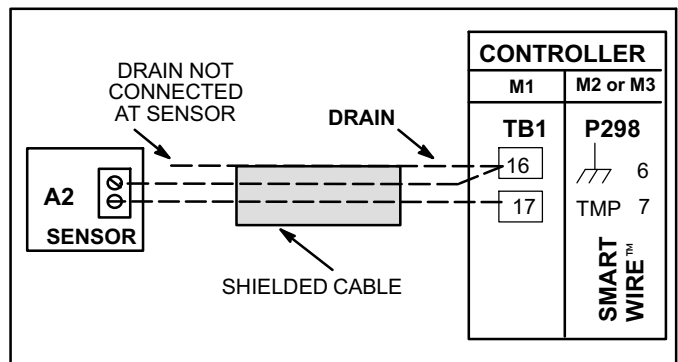 DRAIN NOT
CONNECTED
AT SENSOR
DRAIN
A2
SENSOR
SHIELDED CABLE
CONTROLLER
M1 M2 or M3
TB1 P298
16 6
17 TMP 7
SMART
WIRE™